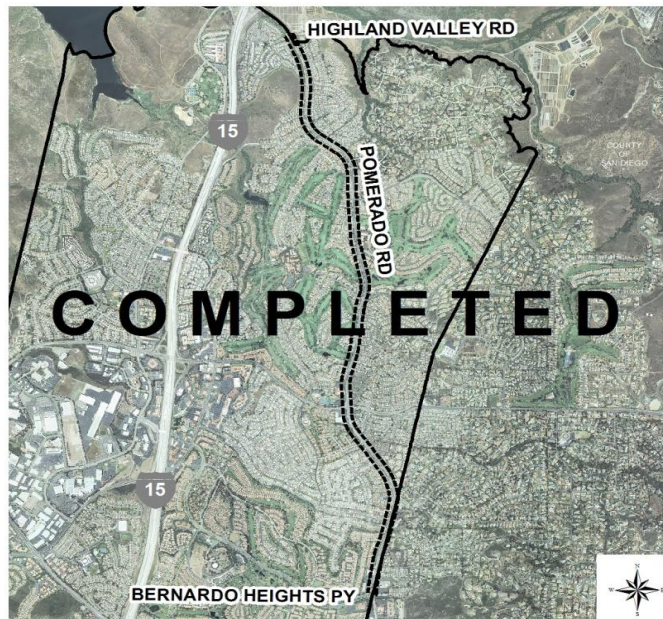 HIGHLAND VALLEY RD
15
COUNTY
OF
SAN DIEGO
POMERADO RD
COMPLETED
15
BERNARDO HEIGHTS PY
N
W
E
S